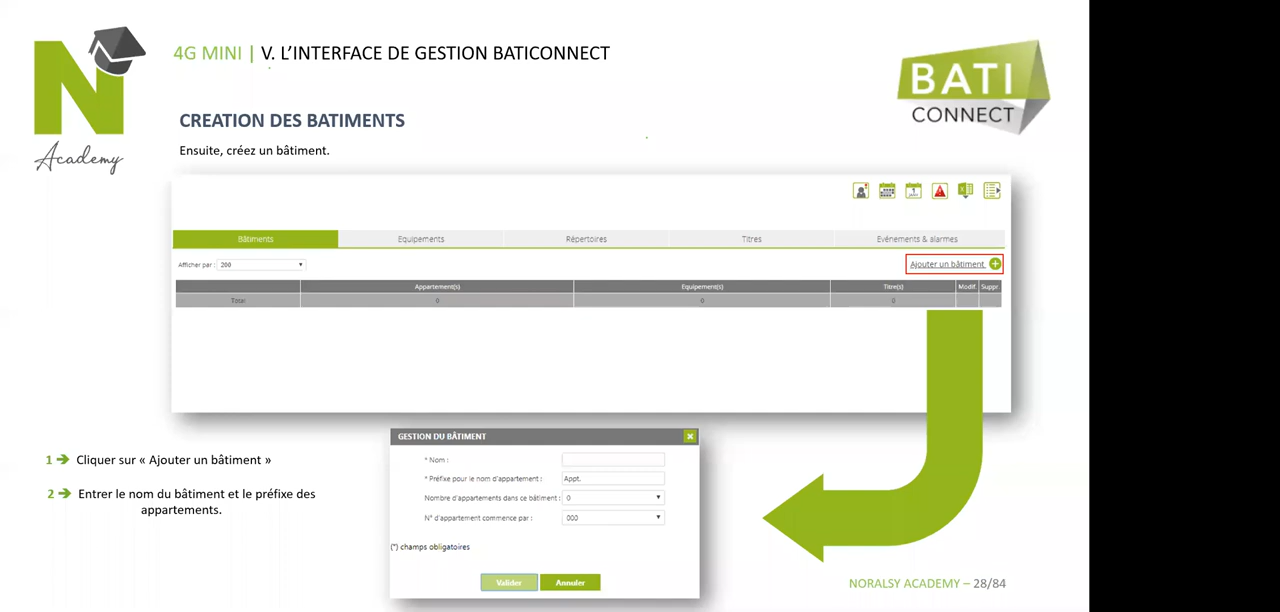 N
Academy
4G MINI | V. L’INTERFACE DE GESTION BATICONNECT
BATI
CONNECT
CREATION DES BATIMENTS
Ensuite, créez un bâtiment.
Bâtiments Equipements Répertoires Titres Evénements & alarmes
Afficher par : 200 Ajouter un bâtiment
Appartement(s) Equipement(s) Titre(s) Modif. Suppr.
Total 0 0 0
GESTION DU BÂTIMENT
* Nom :
* Préfixe pour le nom d'appartement : Appt.
Nombre d'appartements dans ce bâtiment : 0
N° d'appartement commence par : 000
(*) champs obligatoires
Valider Annuler
1 ➔ Cliquer sur « Ajouter un bâtiment »
2 ➔ Entrer le nom du bâtiment et le préfixe des
appartements.
NORALSY ACADEMY – 28/84